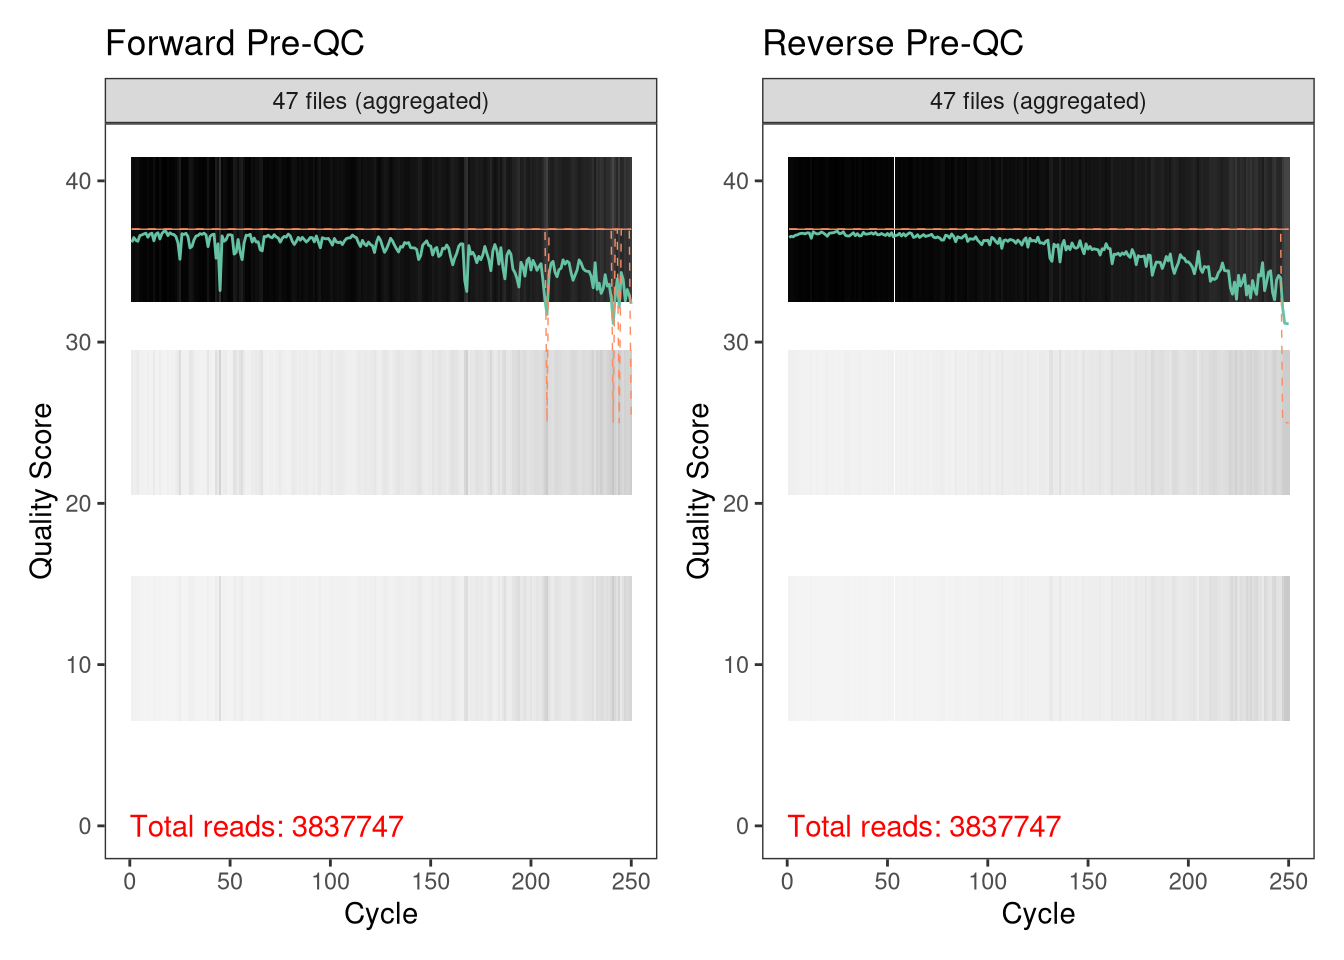 Forward Pre-QC
47 files (aggregated)
Quality Score
40
30
20
10
0
Total reads: 3837747
0 50 100 150 200 250
Cycle
Reverse Pre-QC
47 files (aggregated)
Quality Score
40
30
20
10
0
Total reads: 3837747
0 50 100 150 200 250
Cycle